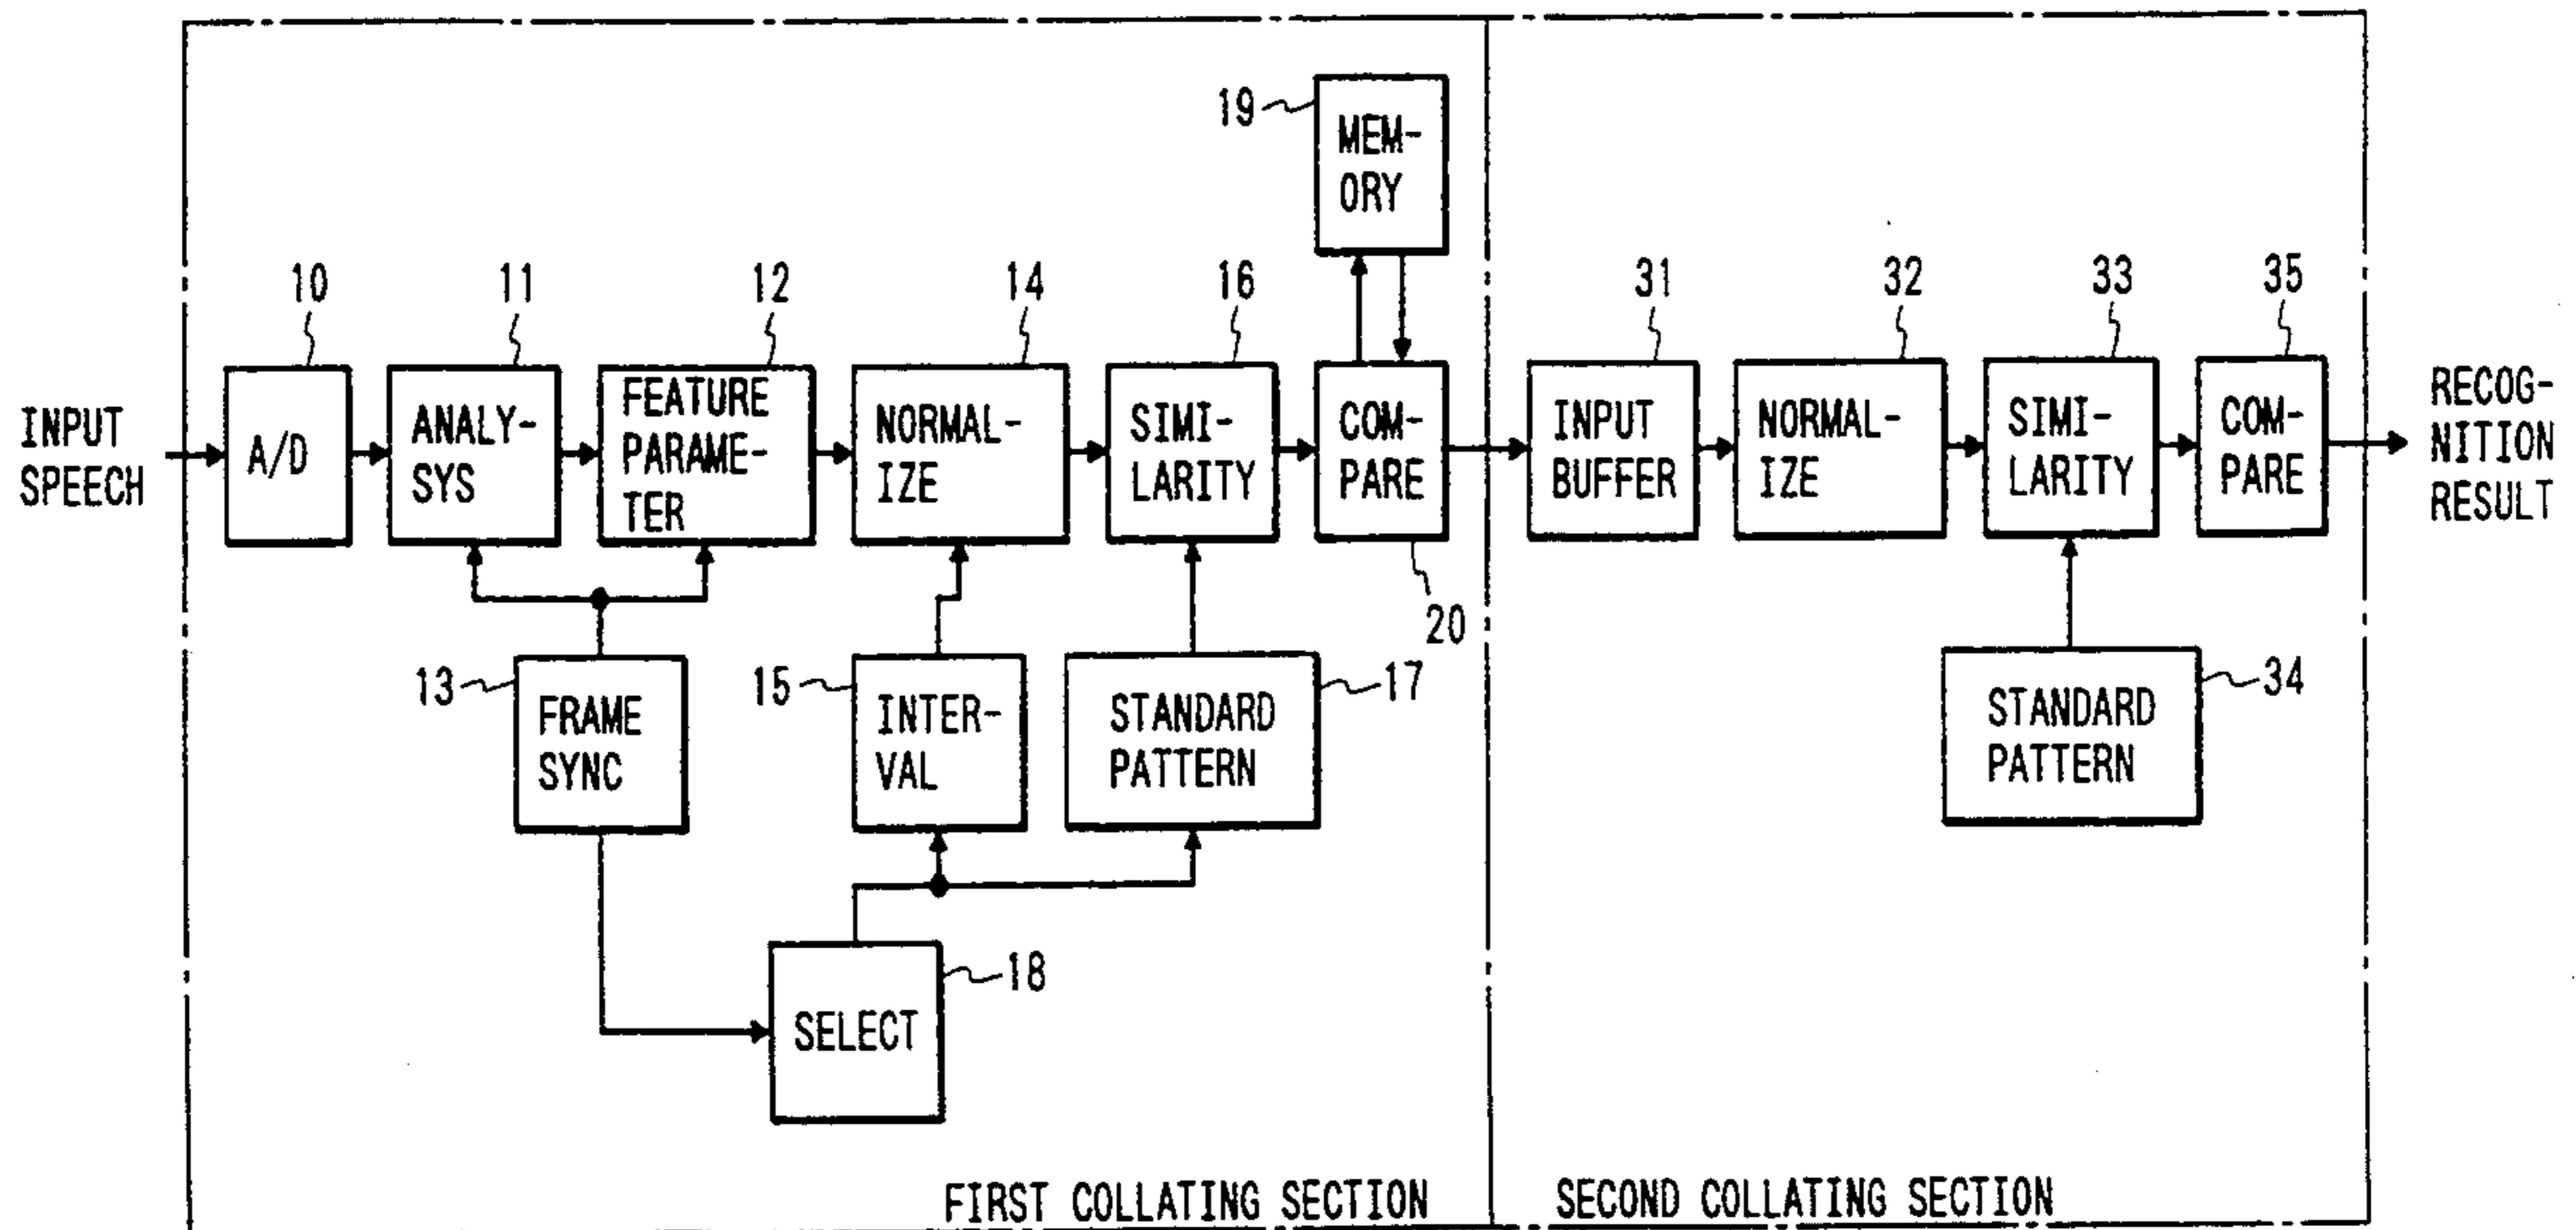 19
MEM-
ORY
10
11
12
14
16
31
32
33
35
INPUT
SPEECH
A/D
ANALY-
SYS
FEATURE
PARAME-
TER
NORMAL-
IZE
SIMI-
LARITY
COM-
PARE
INPUT
BUFFER
NORMAL-
IZE
SIMI-
LARITY
COM-
PARE
RECOG-
NITION
RESULT
20
13
FRAME
SYNC
15
INTER-
VAL
STANDARD
PATTERN
17
STANDARD
PATTERN
34
SELECT
18
FIRST COLLATING SECTION
SECOND COLLATING SECTION